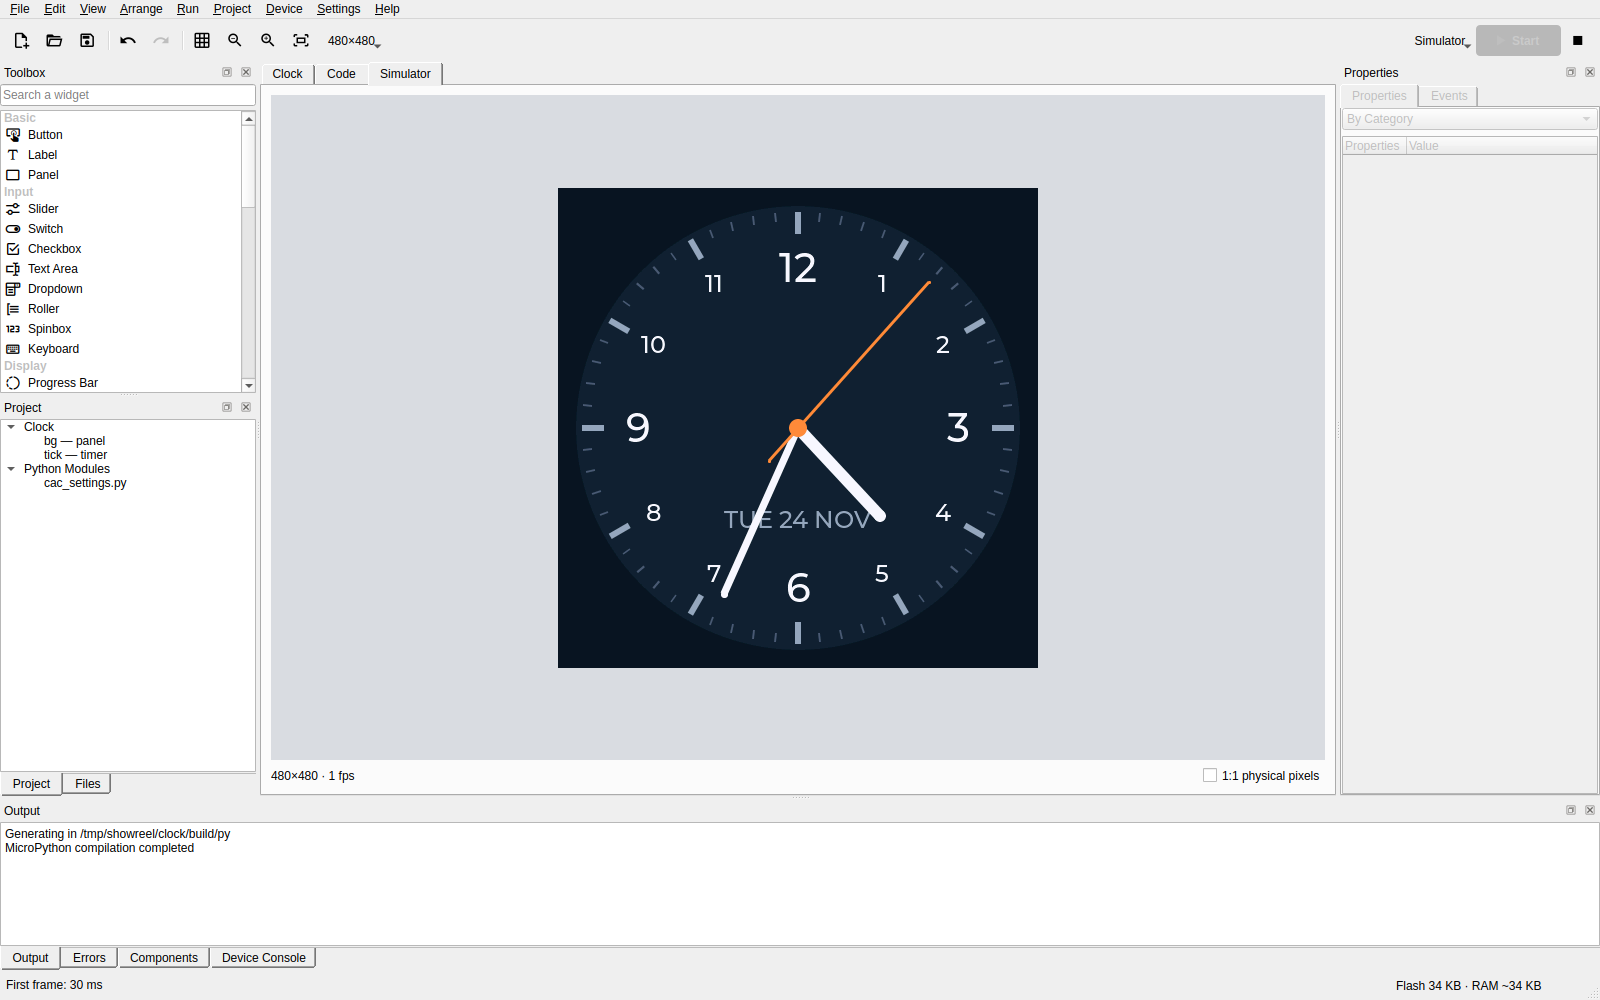 File Edit View Arrange Run Project Device Settings Help
480×480
Simulator Start
Toolbox
Search a widget
Basic
Button
Label
Panel
Input
Slider
Switch
Checkbox
Text Area
Dropdown
Roller
Spinbox
Keyboard
Display
Progress Bar
Project
Clock
bg — panel
tick — timer
Python Modules
cac_settings.py
Project Files
Clock Code Simulator
12
11 1
10 2
9 3
8 4
TUE 24 NOV
7 5
6
480×480 · 1 fps
1:1 physical pixels
Properties
Properties Events
By Category
Properties Value
Output
Generating in /tmp/showreel/clock/build/py
MicroPython compilation completed
Output Errors Components Device Console
First frame: 30 ms
Flash 34 KB · RAM ~34 KB